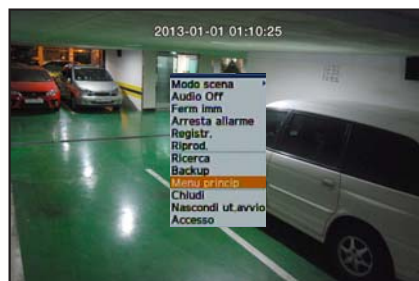 2013-01-01 01:10:25
Modo scena
Audio Off
Ferm imm
Arresta allarme
Registr.
Riprod.
Ricerca
Backup
Menu princip
Chiudi
Nascondi ut.avvio
Accesso